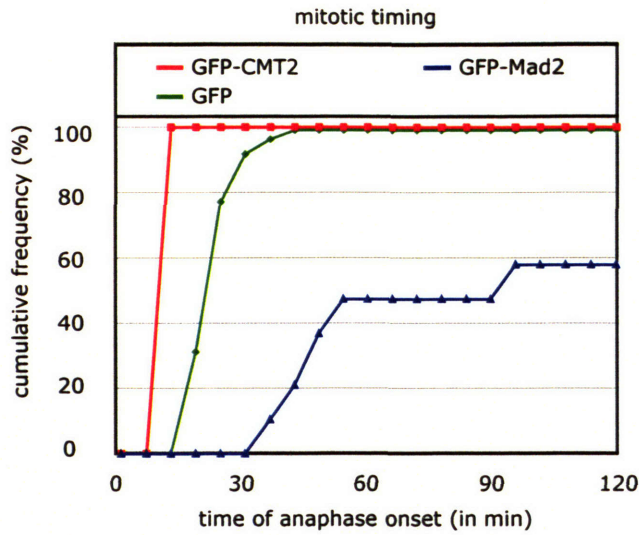 mitotic timing
GFP-CMT2
GFP-Mad2
GFP
cumulative frequency (%)
100
80
60
40
20
0
0 30 60 90 120
time of anaphase onset (in min)